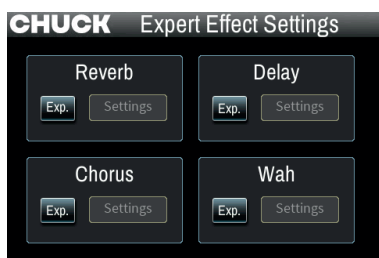 CHUCK Expert Effect Settings
Reverb
Exp. Settings
Delay
Exp. Settings
Chorus
Exp. Settings
Wah
Exp. Settings